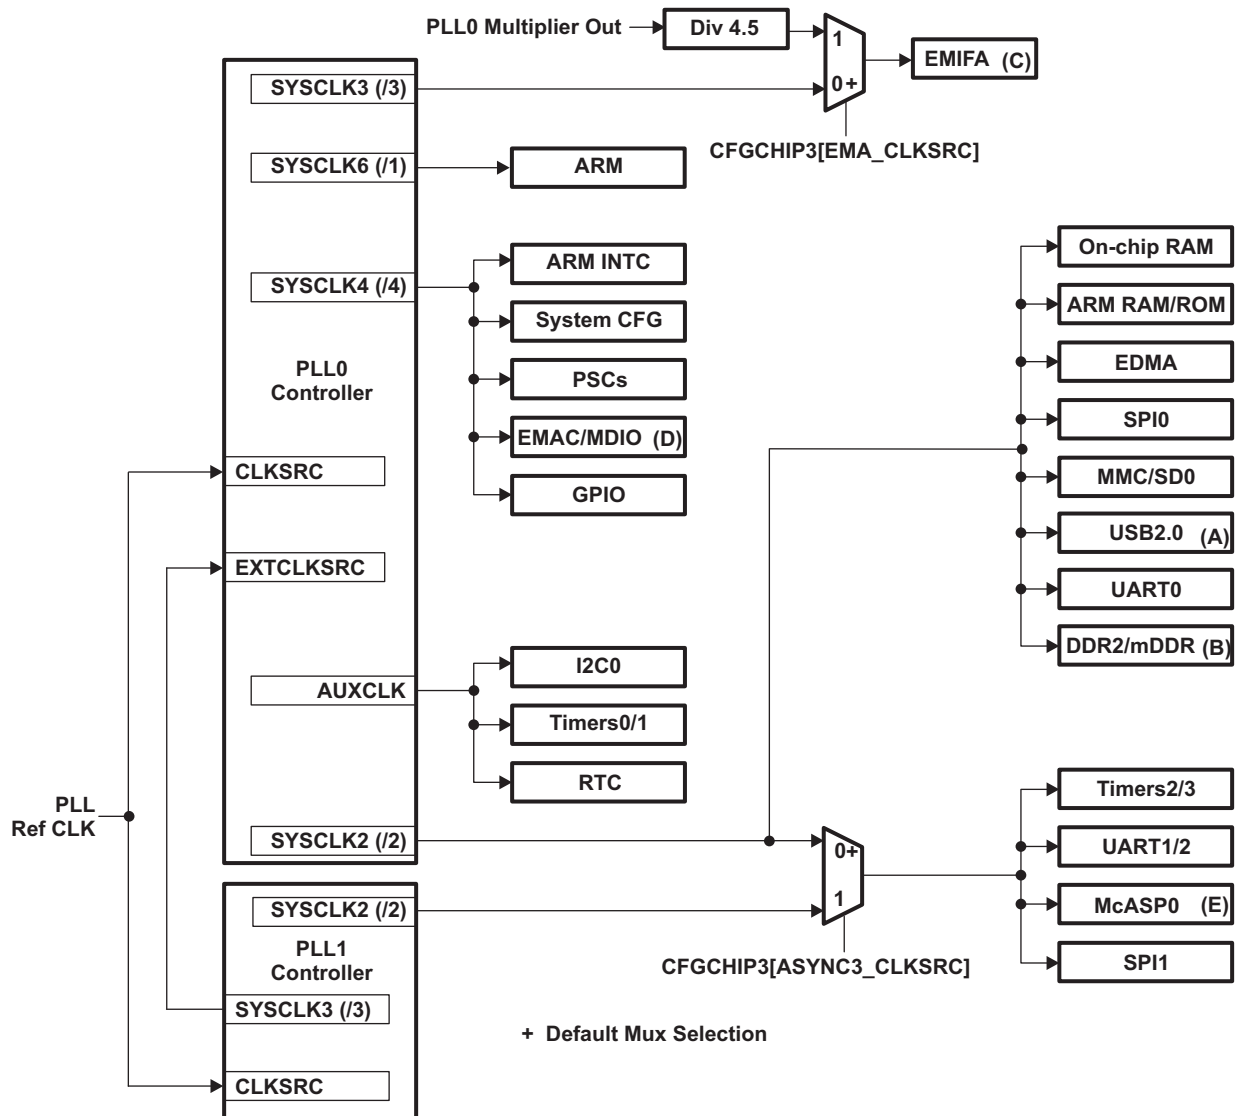 PLL0 Multiplier Out
Div 4.5
1
0+
EMIFA (C)
CFGCHIP3[EMA_CLKSRC]
SYSCLK3 (/3)
SYSCLK6 (/1)
ARM
SYSCLK4 (/4)
ARM INTC
System CFG
PSCs
EMAC/MDIO (D)
GPIO
PLL0
Controller
CLKSRC
EXTCLKSRC
On-chip RAM
ARM RAM/ROM
EDMA
SPI0
MMC/SD0
USB2.0 (A)
UART0
DDR2/mDDR (B)
AUXCLK
I2C0
Timers0/1
RTC
PLL
Ref CLK
SYSCLK2 (/2)
0+
1
CFGCHIP3[ASYNC3_CLKSRC]
Timers2/3
UART1/2
McASP0 (E)
SPI1
SYSCLK2 (/2)
PLL1
Controller
SYSCLK3 (/3)
CLKSRC
+ Default Mux Selection